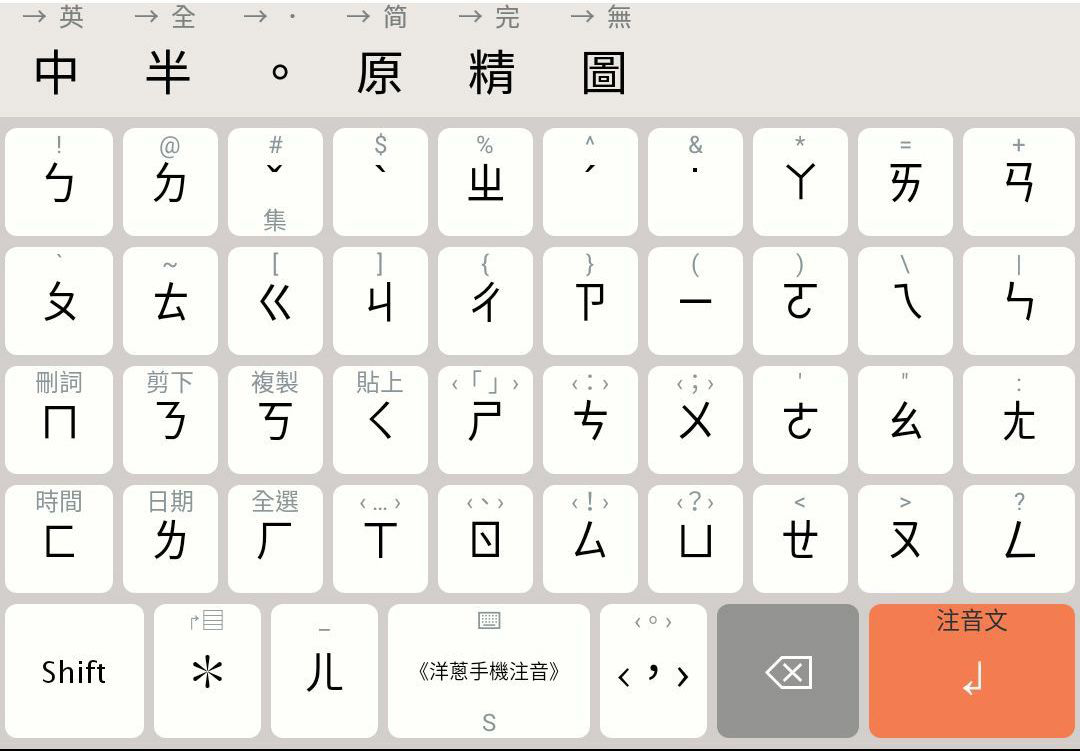 → 英 → 全 → · → 简 → 完 → 無
中 半 。 原 精 圖
! @ # $ % ^ & * = +
ㄅ ㄉ ˇ ˋ ㄓ ˊ ˙ ㄚ ㄞ ㄢ
集
` ~ [ ] { } ( ) \ |
ㄆ ㄊ ㄍ ㄐ ㄔ ㄗ ㄧ ㄛ ㄟ ㄣ
刪詞 剪下 複製 貼上 ‹「」› ‹:› ‹;› ' " :
ㄇ ㄋ ㄎ ㄑ ㄕ ㄘ ㄨ ㄜ ㄠ ㄤ
時間 日期 全選 ‹…› ‹、› ‹!› ‹?› < > ?
ㄈ ㄌ ㄏ ㄒ ㄖ ㄙ ㄩ ㄝ ㄡ ㄥ
_ ‹。› 注音文
Shift * ㄦ 《洋蔥手機注音》 ‹,›
S